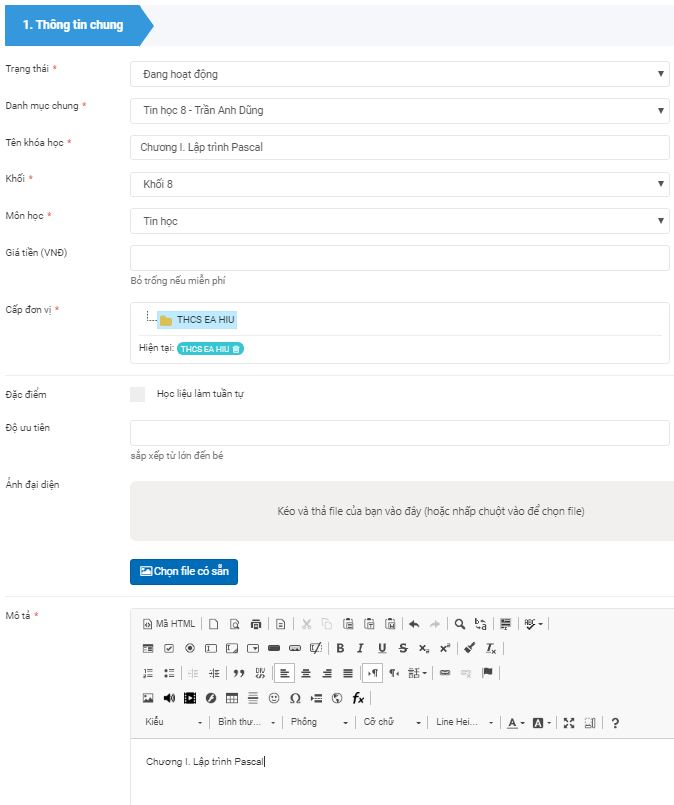 1. Thông tin chung
Trạng thái *
Đang hoạt động
Danh mục chung *
Tin học 8 - Trần Anh Dũng
Tên khóa học *
Chương I. Lập trình Pascal
Khối *
Khối 8
Môn học *
Tin học
Giá tiền (VNĐ)
Bỏ trống nếu miễn phí
Cấp đơn vị *
THCS EA HIU
Hiện tại: THCS EA HIU
Đặc điểm
Học liệu làm tuần tự
Độ ưu tiên
sắp xếp từ lớn đến bé
Ảnh đại diện
Kéo và thả file của bạn vào đây (hoặc nhấp chuột vào để chọn file)
Chọn file có sẵn
Mô tả *
Mã HTML
Kiểu Bình thư... Phông Cỡ chữ Line Hei... A A ?
Chương I. Lập trình Pascal